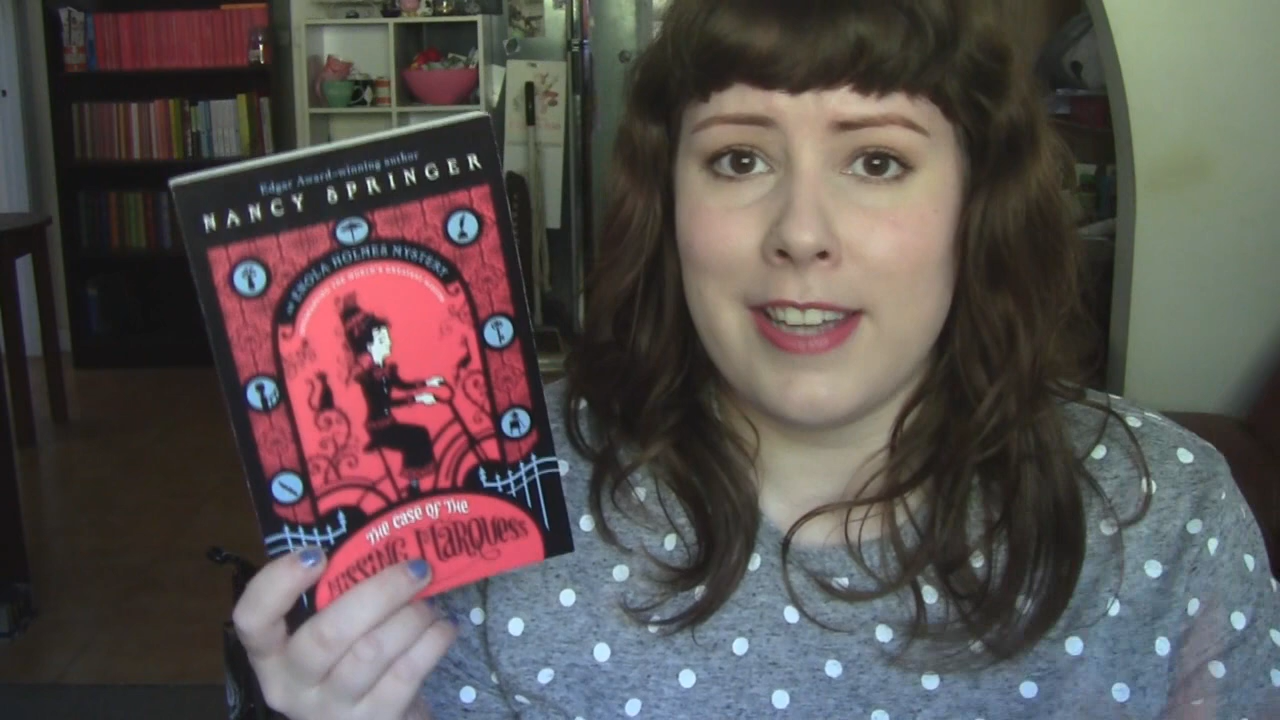 Edgar Award-winning author
NANCY SPRINGER
AN ENOLA HOLMES MYSTERY
THE CASE OF THE
MISSING MARQUESS